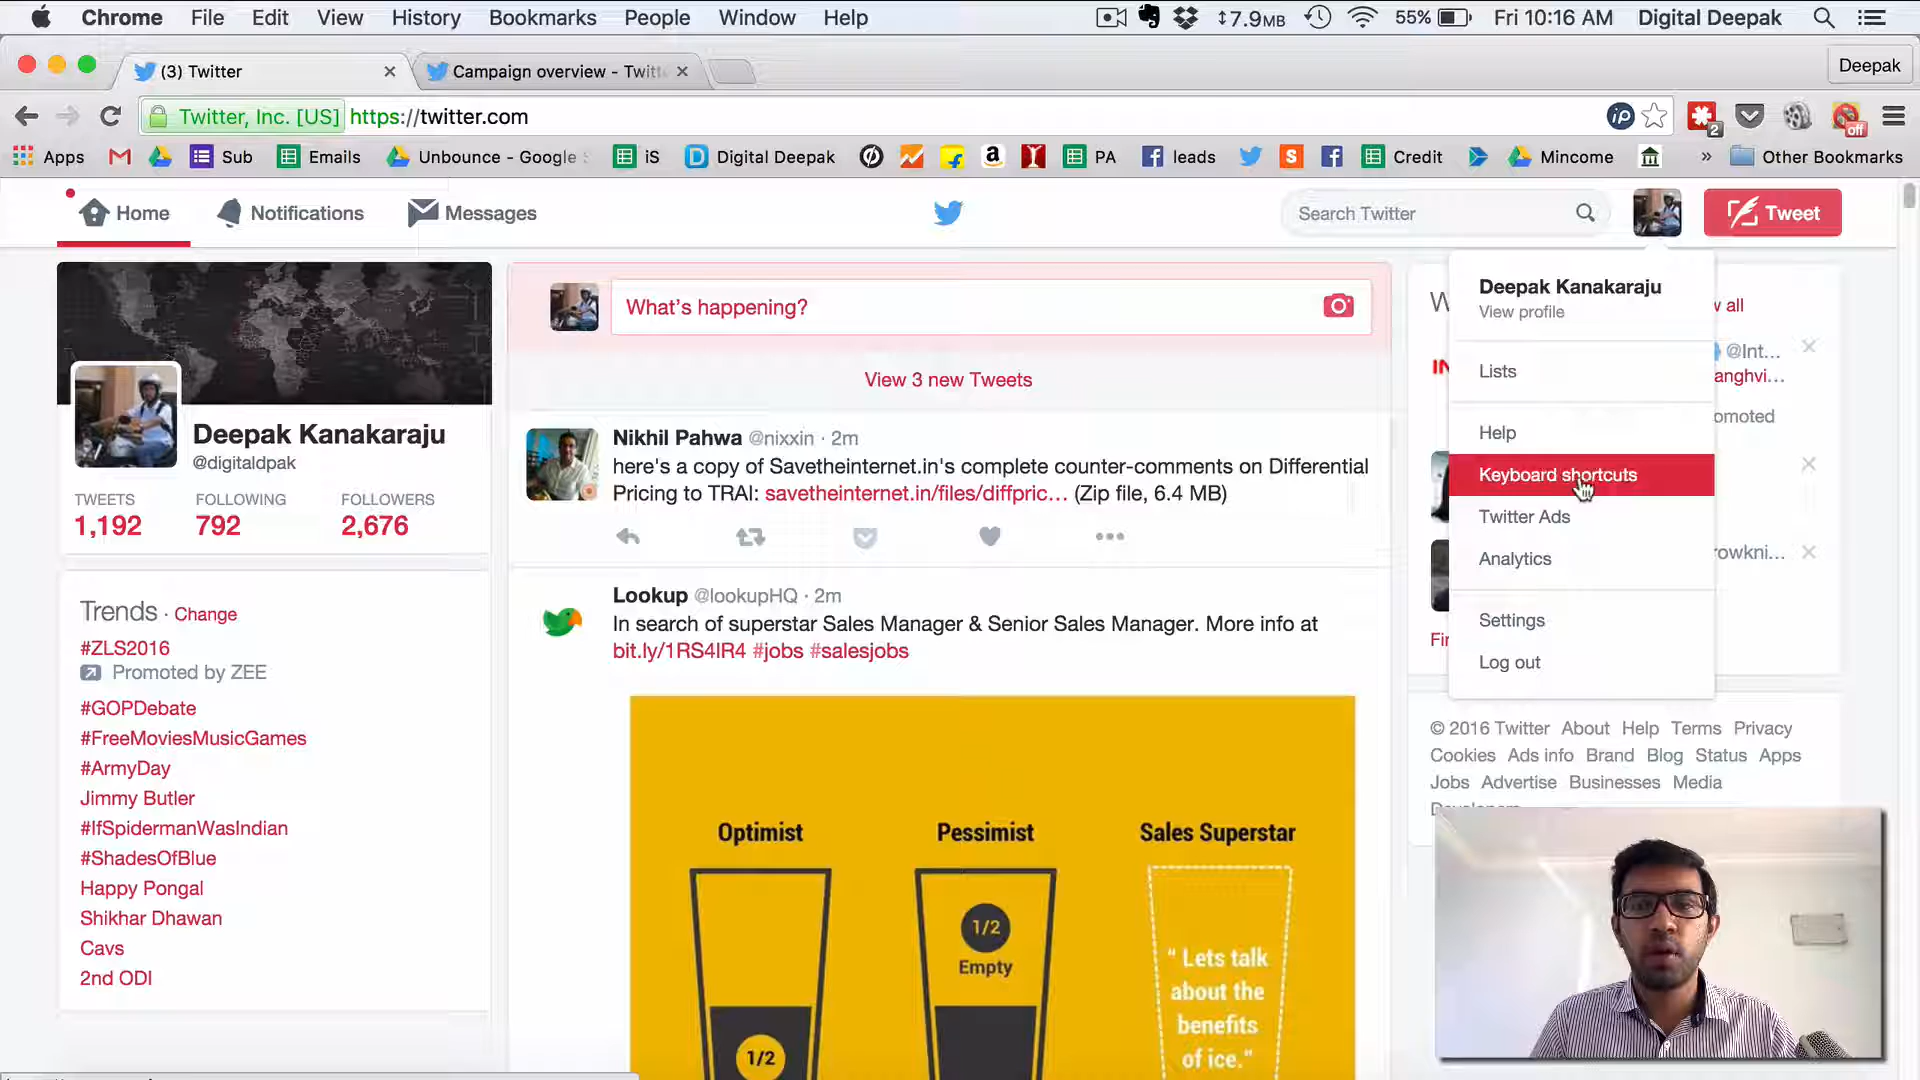 Chrome File Edit View History Bookmarks People Window Help 7.9MB 55% Fri 10:16 AM Digital Deepak
(3) Twitter
Campaign overview - Twitt
Deepak
Twitter, Inc. [US] https://twitter.com
iP
2
off
Apps Sub Emails Unbounce - Google iS Digital Deepak PA leads Credit Mincome » Other Bookmarks
Home Notifications Messages
Search Twitter
Tweet
Deepak Kanakaraju
@digitaldpak
TWEETS FOLLOWING FOLLOWERS
1,192 792 2,676
Trends · Change
#ZLS2016
Promoted by ZEE
#GOPDebate
#FreeMoviesMusicGames
#ArmyDay
Jimmy Butler
#IfSpidermanWasIndian
#ShadesOfBlue
Happy Pongal
Shikhar Dhawan
Cavs
2nd ODI
What's happening?
View 3 new Tweets
Nikhil Pahwa @nixxin · 2m
here's a copy of Savetheinternet.in's complete counter-comments on Differential
Pricing to TRAI: savetheinternet.in/files/diffpric… (Zip file, 6.4 MB)
Lookup @lookupHQ · 2m
In search of superstar Sales Manager & Senior Sales Manager. More info at
bit.ly/1RS4IR4 #jobs #salesjobs
Optimist Pessimist Sales Superstar
1/2
Empty
1/2
" Lets talk
about the
benefits
of ice."
Deepak Kanakaraju
View profile
Lists
Help
Keyboard shortcuts
Twitter Ads
Analytics
Settings
Log out
w all
@Int...
anghvi...
omoted
rowkni...
Fir
© 2016 Twitter About Help Terms Privacy
Cookies Ads info Brand Blog Status Apps
Jobs Advertise Businesses Media